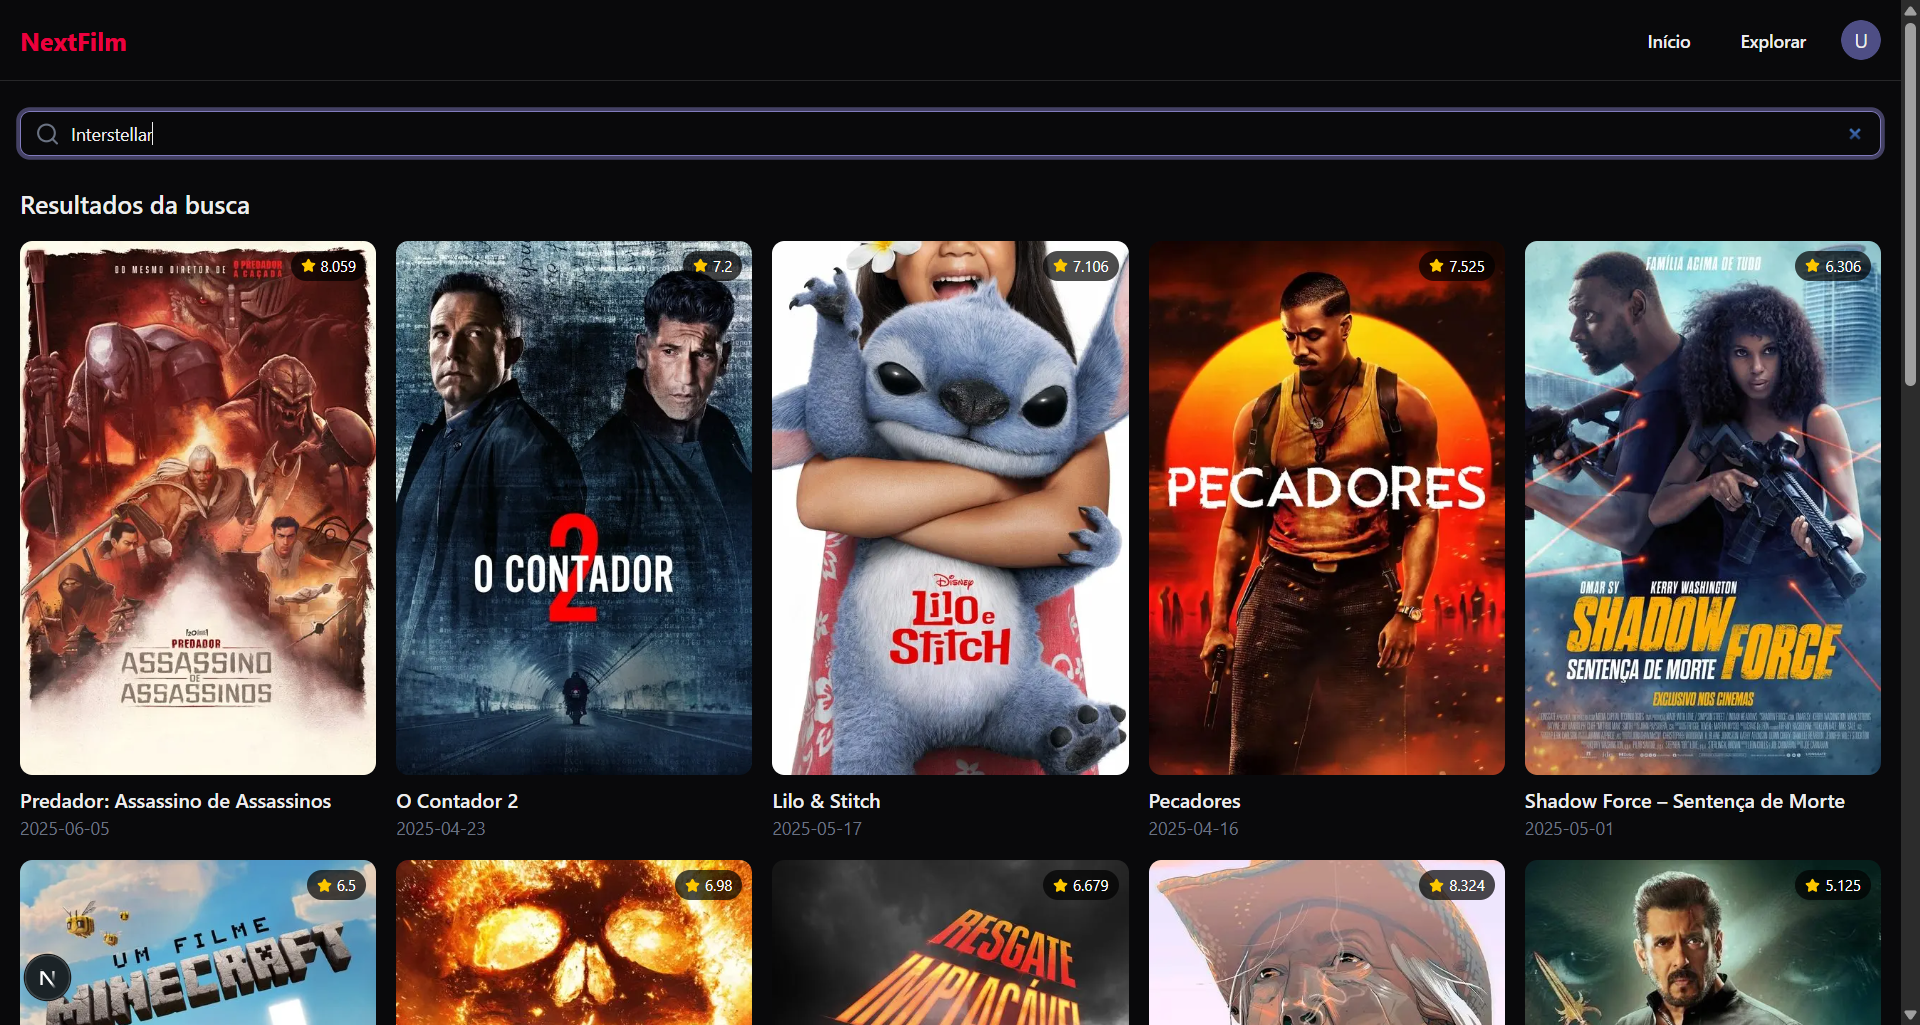 NextFilm
Início
Explorar
U
Interstellar
Resultados da busca
DO MESMO DIRETOR DE O PREDADOR A CAÇADA
8.059
PREDADOR
ASSASSINO
DE
ASSASSINOS
7.2
2
O CONTADOR
7.106
Disney
Lilo e
Stitch
7.525
PECADORES
FAMÍLIA ACIMA DE TUDO
6.306
OMAR SY KERRY WASHINGTON
SHADOW FORCE
SENTENÇA DE MORTE
EXCLUSIVO NOS CINEMAS
Predador: Assassino de Assassinos
2025-06-05
O Contador 2
2025-04-23
Lilo & Stitch
2025-05-17
Pecadores
2025-04-16
Shadow Force – Sentença de Morte
2025-05-01
6.5
UM FILME
MINECRAFT
N
6.98
6.679
RESGATE
IMPLACÁVEL
8.324
5.125